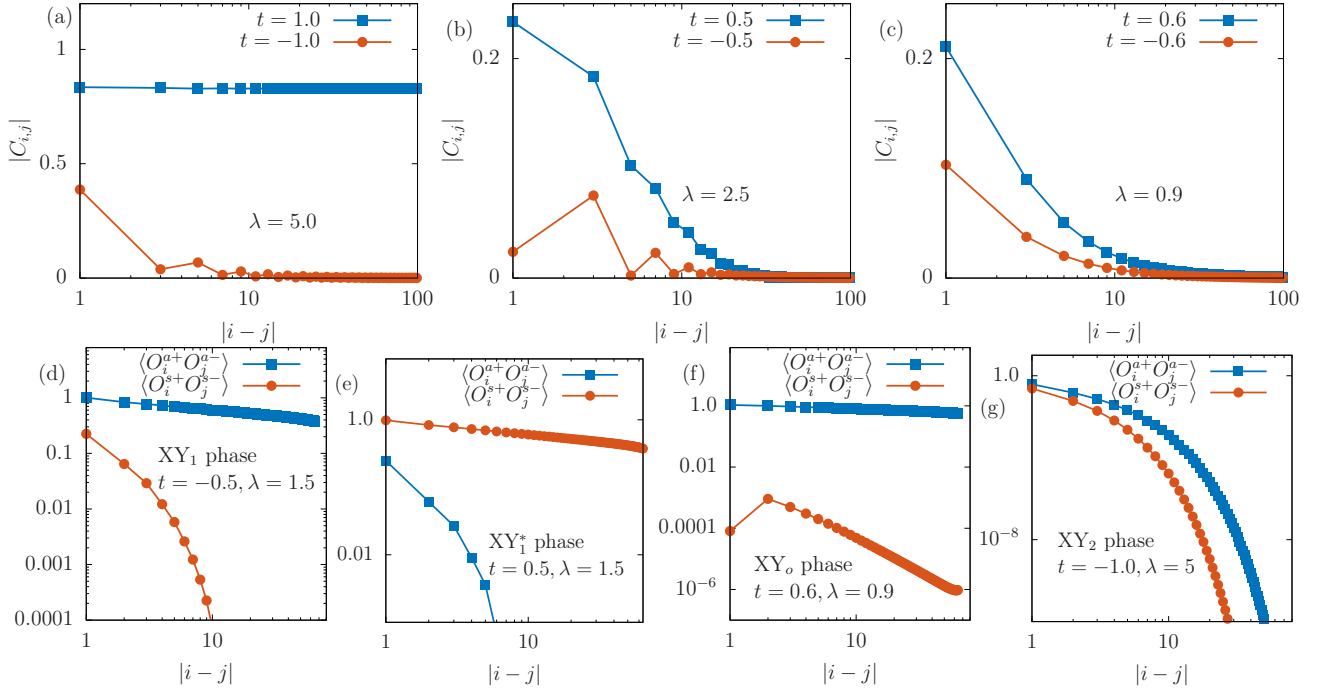 (a)
t = 1.0
t = −1.0
1
0.5
0
|C_{i,j}|
λ = 5.0
1
10
100
|i − j|
(b)
t = 0.5
t = −0.5
0.2
0
|C_{i,j}|
λ = 2.5
1
10
100
|i − j|
(c)
t = 0.6
t = −0.6
0.2
0
|C_{i,j}|
λ = 0.9
1
10
100
|i − j|
(d)
⟨O_i^{a+} O_j^{a−}⟩
⟨O_i^{s+} O_j^{s−}⟩
1
0.1
0.01
0.001
0.0001
XY₁ phase
t = −0.5, λ = 1.5
1
10
|i − j|
(e)
⟨O_i^{a+} O_j^{a−}⟩
⟨O_i^{s+} O_j^{s−}⟩
1.0
0.01
XY₁* phase
t = 0.5, λ = 1.5
1
10
|i − j|
(f)
⟨O_i^{a+} O_j^{a−}⟩
⟨O_i^{s+} O_j^{s−}⟩
1.0
0.01
0.0001
10⁻⁶
XY_o phase
t = 0.6, λ = 0.9
1
10
|i − j|
(g)
⟨O_i^{a+} O_j^{a−}⟩
⟨O_i^{s+} O_j^{s−}⟩
1.0
10⁻⁸
XY₂ phase
t = −1.0, λ = 5
1
10
|i − j|